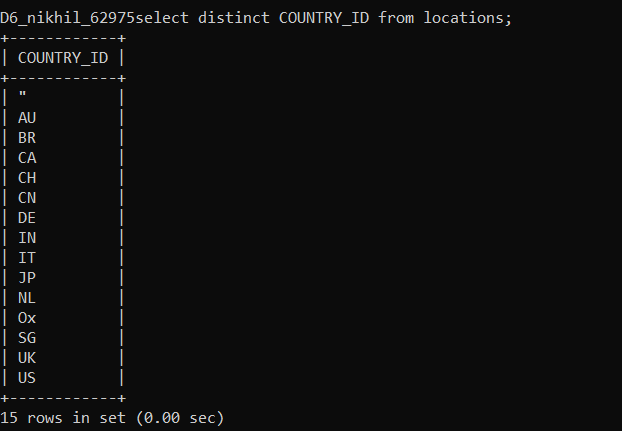 D6_nikhil_62975select distinct COUNTRY_ID from locations;
+------------+
| COUNTRY_ID |
+------------+
| "          |
| AU         |
| BR         |
| CA         |
| CH         |
| CN         |
| DE         |
| IN         |
| IT         |
| JP         |
| NL         |
| Ox         |
| SG         |
| UK         |
| US         |
+------------+
15 rows in set (0.00 sec)